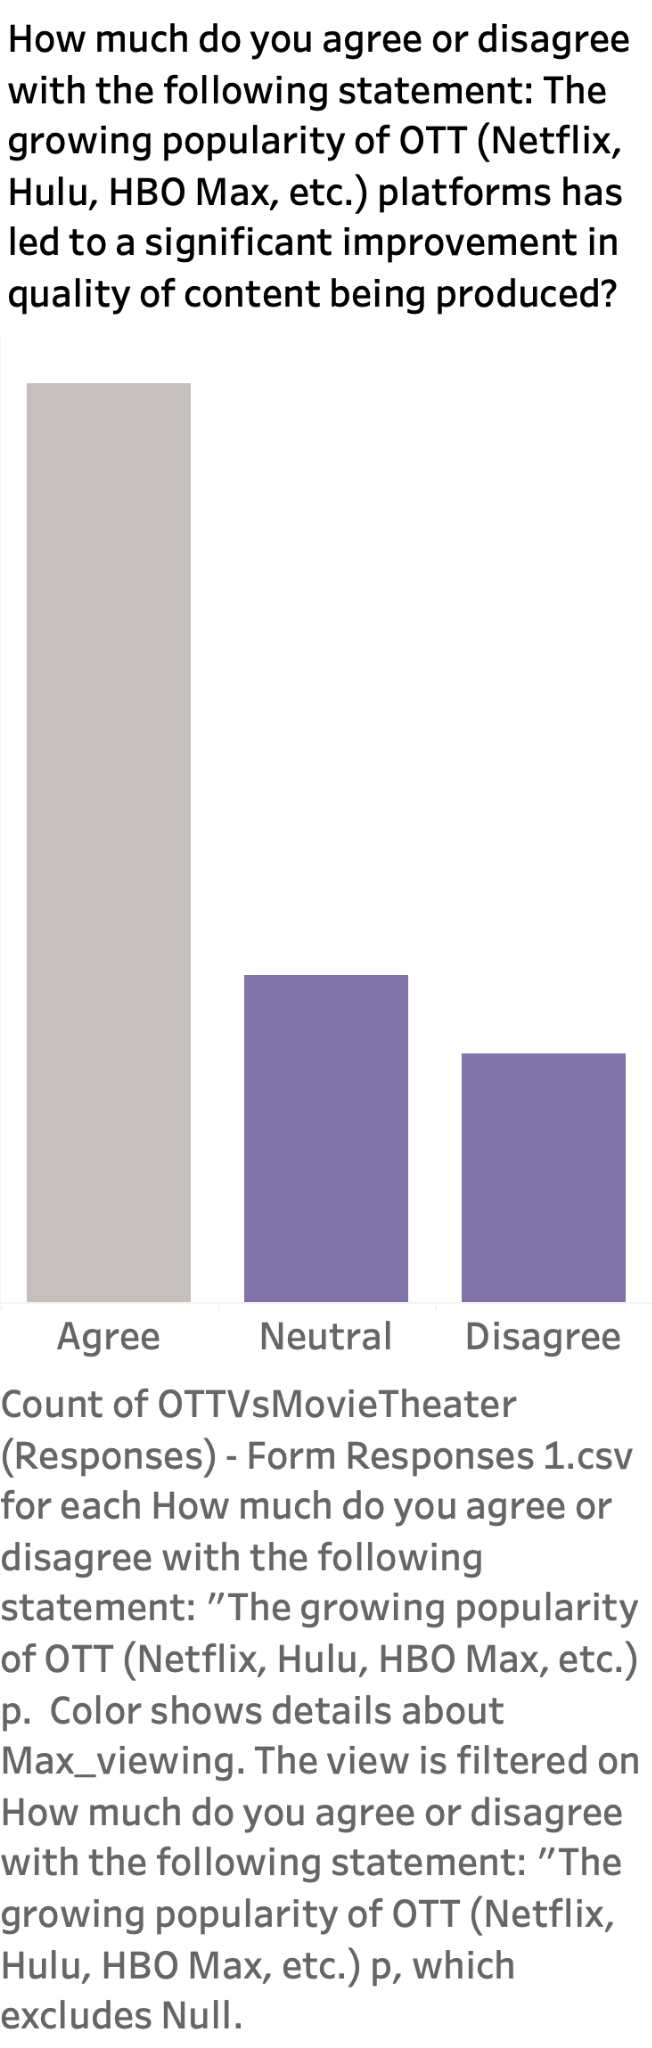 How much do you agree or disagree
with the following statement: The
growing popularity of OTT (Netflix,
Hulu, HBO Max, etc.) platforms has
led to a significant improvement in
quality of content being produced?
Agree
Neutral
Disagree
Count of OTTVsMovieTheater
(Responses) - Form Responses 1.csv
for each How much do you agree or
disagree with the following
statement: "The growing popularity
of OTT (Netflix, Hulu, HBO Max, etc.)
p.  Color shows details about
Max_viewing. The view is filtered on
How much do you agree or disagree
with the following statement: "The
growing popularity of OTT (Netflix,
Hulu, HBO Max, etc.) p, which
excludes Null.